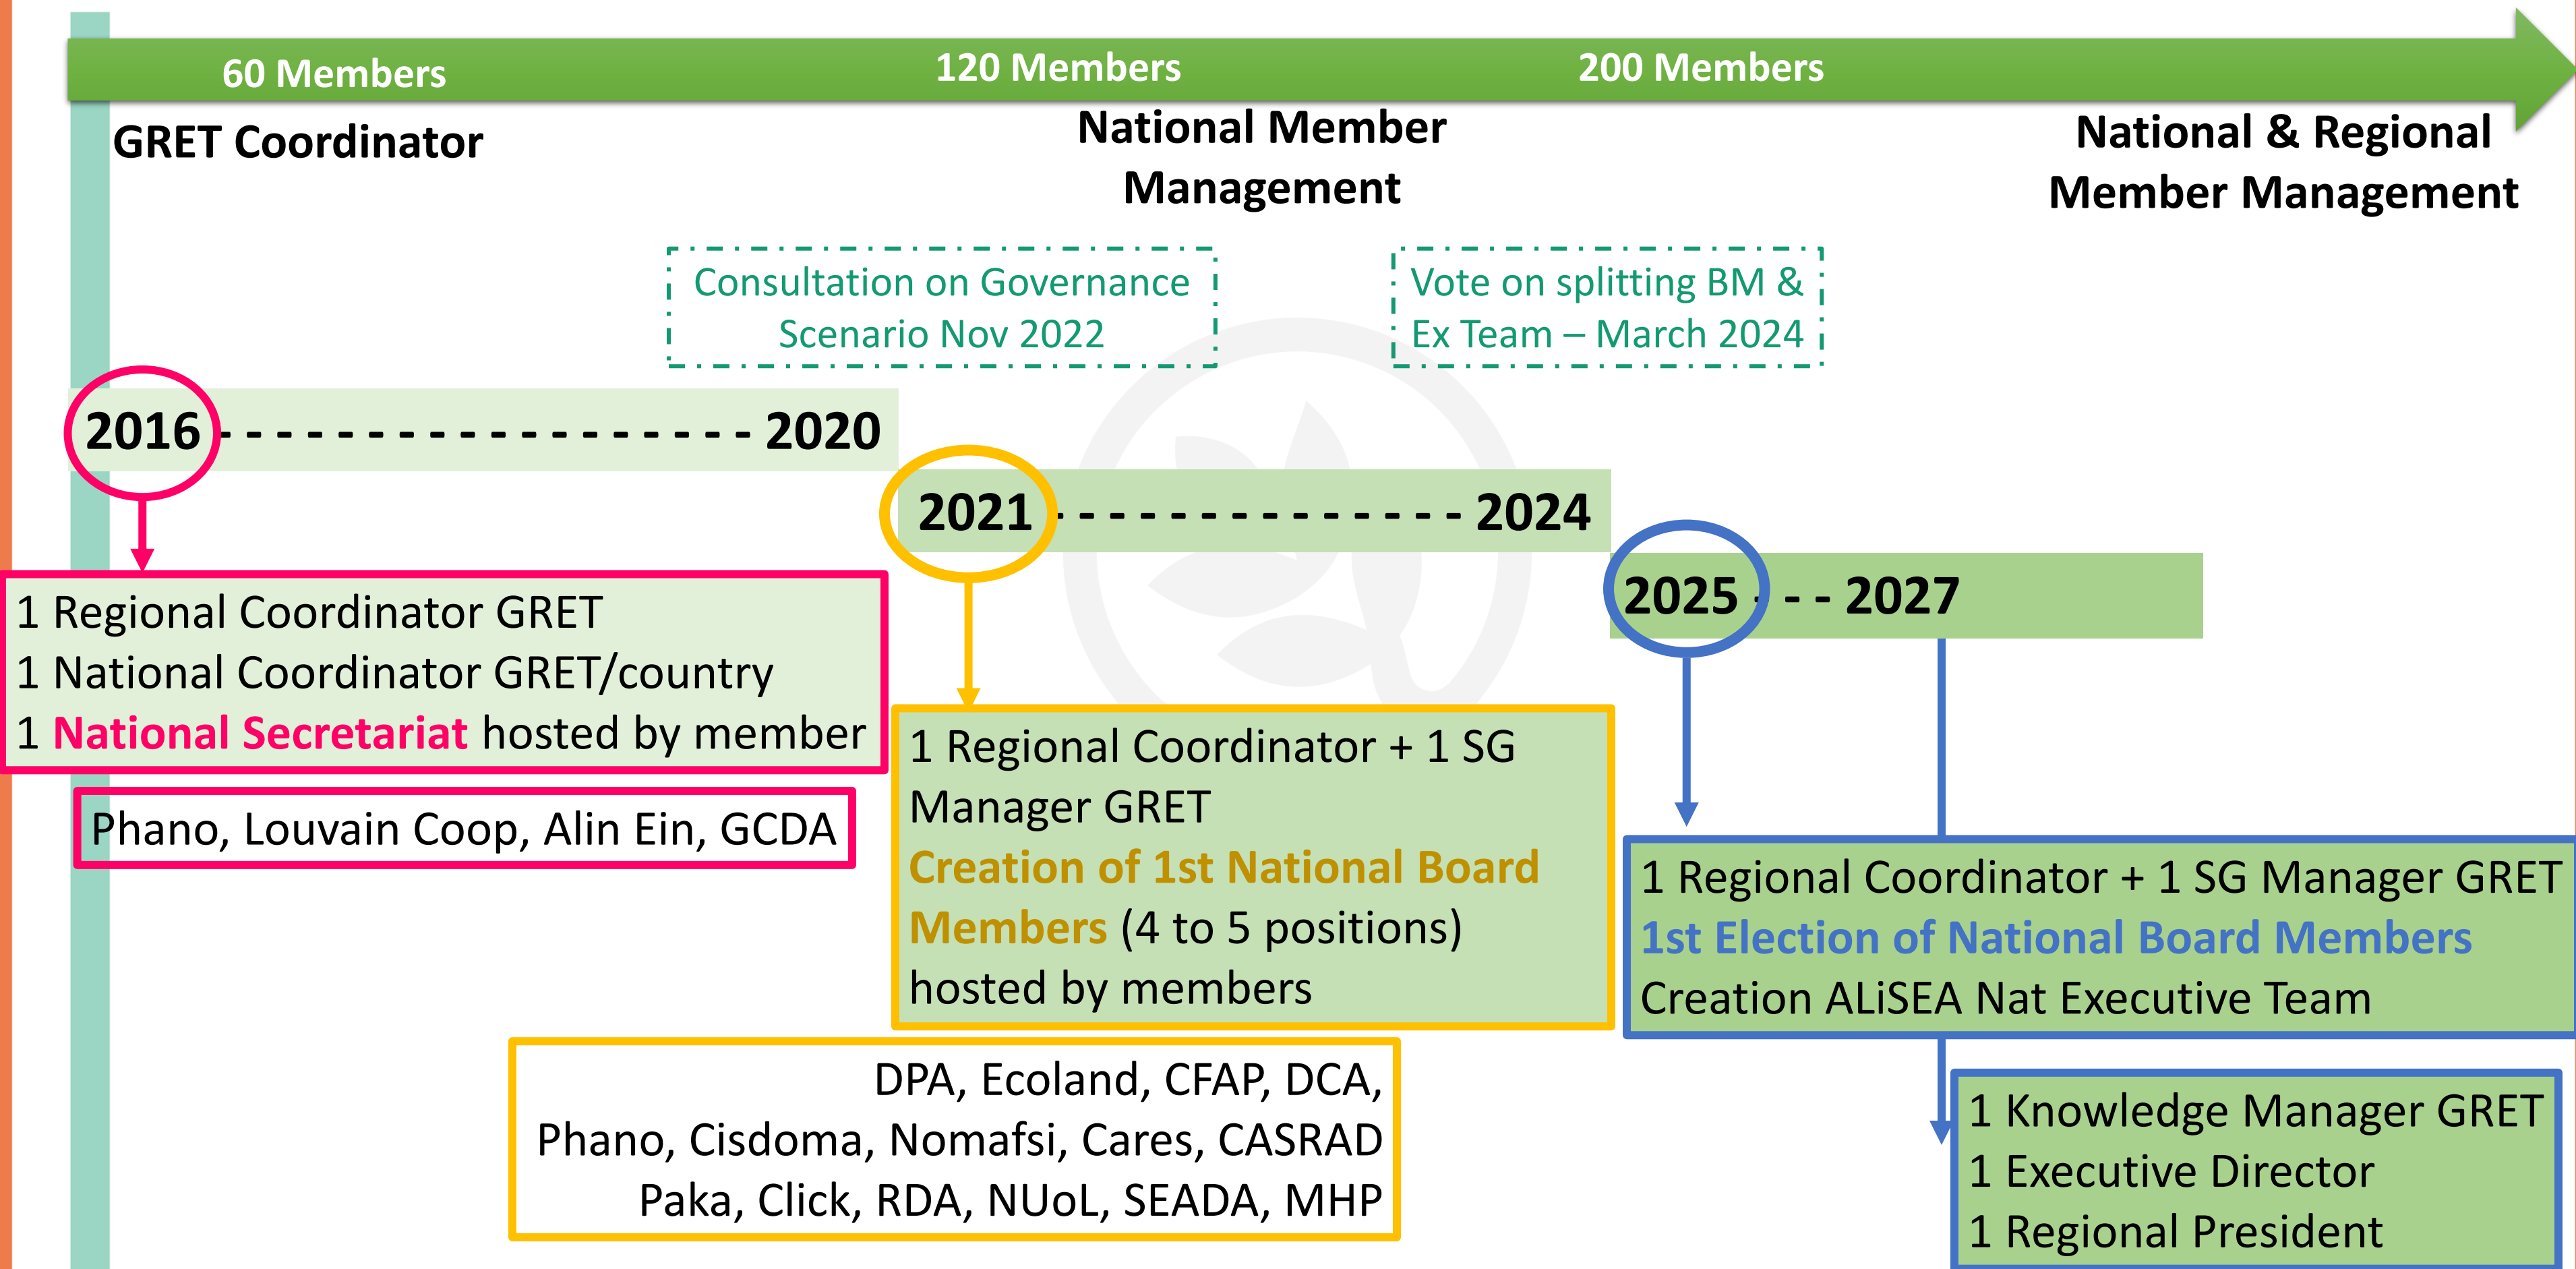 60 Members
120 Members
200 Members
GRET Coordinator
National Member
Management
National & Regional
Member Management
Consultation on Governance
Scenario Nov 2022
Vote on splitting BM &
Ex Team – March 2024
2016 - - - - - - - - - - - - - - - - - - 2020
2021 - - - - - - - - - - - - - - 2024
2025 - - - 2027
1 Regional Coordinator GRET
1 National Coordinator GRET/country
1 National Secretariat hosted by member
Phano, Louvain Coop, Alin Ein, GCDA
1 Regional Coordinator + 1 SG
Manager GRET
Creation of 1st National Board
Members (4 to 5 positions)
hosted by members
DPA, Ecoland, CFAP, DCA,
Phano, Cisdoma, Nomafsi, Cares, CASRAD
Paka, Click, RDA, NUoL, SEADA, MHP
1 Regional Coordinator + 1 SG Manager GRET
1st Election of National Board Members
Creation ALiSEA Nat Executive Team
1 Knowledge Manager GRET
1 Executive Director
1 Regional President